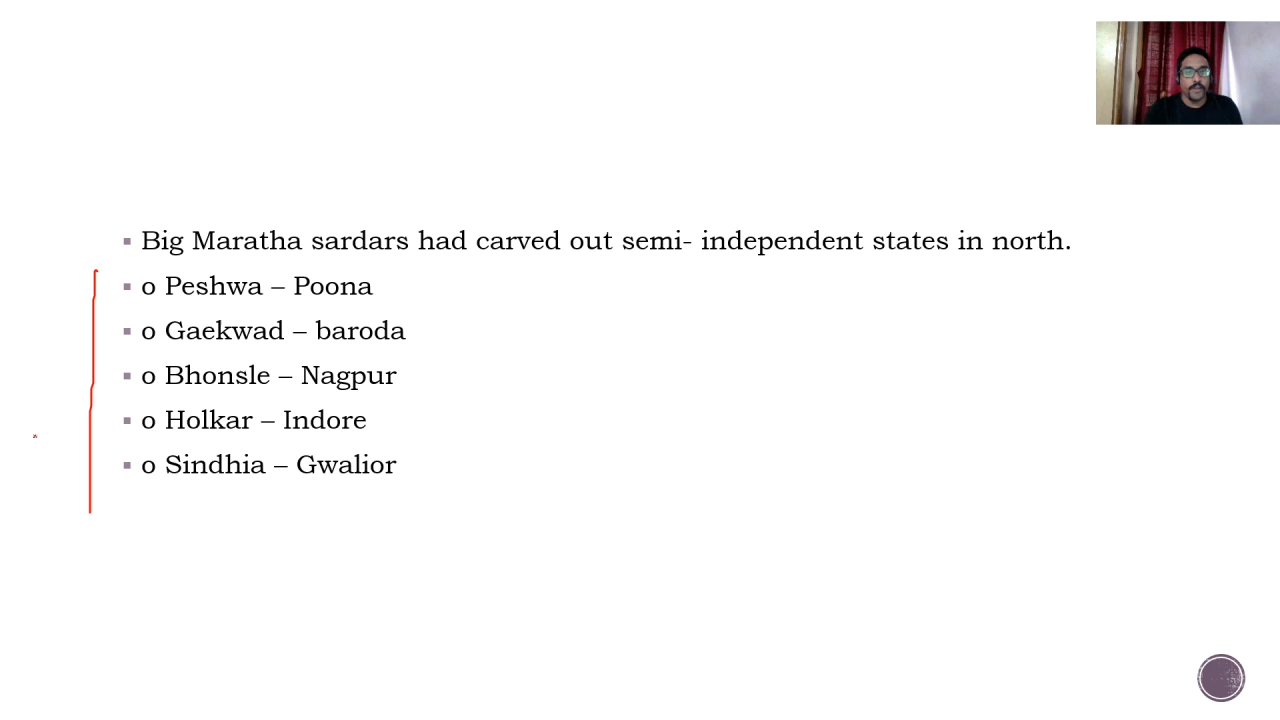 Big Maratha sardars had carved out semi- independent states in north.
o Peshwa – Poona
o Gaekwad – baroda
o Bhonsle – Nagpur
o Holkar – Indore
o Sindhia – Gwalior